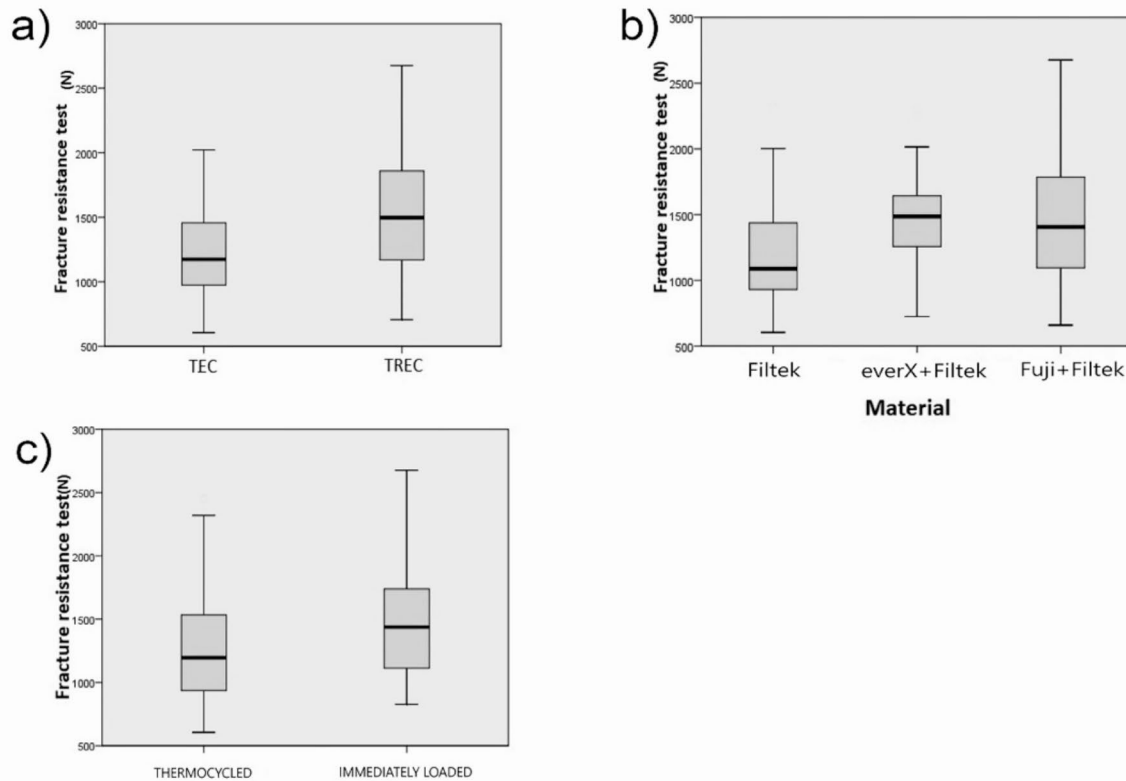 a)
Fracture resistance test (N)
3000
2500
2000
1500
1000
500
TEC
TREC
b)
Fracture resistance test (N)
3000
2500
2000
1500
1000
500
Filtek
everX+Filtek
Fuji+Filtek
Material
c)
Fracture resistance test(N)
3000
2500
2000
1500
1000
500
THERMOCYCLED
IMMEDIATELY LOADED